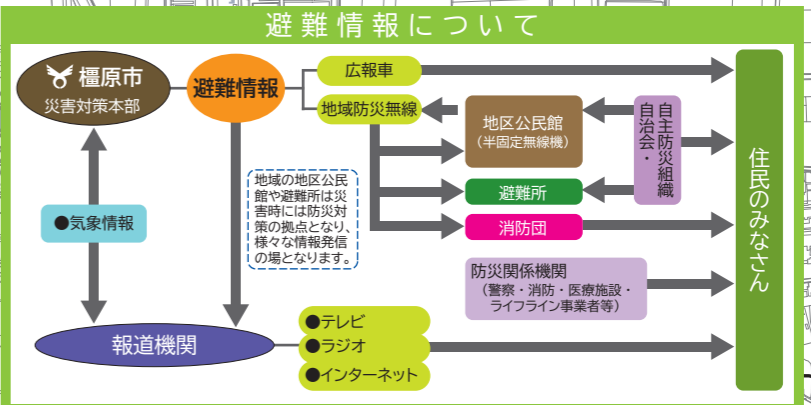 避難情報について
橿原市
災害対策本部
避難情報
広報車
地域防災無線
地区公民館
（半固定無線機）
自主防災組織
自治会・
避難所
消防団
住民のみなさん
地域の地区公民
館や避難所は災
害時には防災対
策の拠点となり、
様々な情報発信
の場となります。
●気象情報
防災関係機関
（警察・消防・医療施設・
ライフライン事業者等）
報道機関
●テレビ
●ラジオ
●インターネット